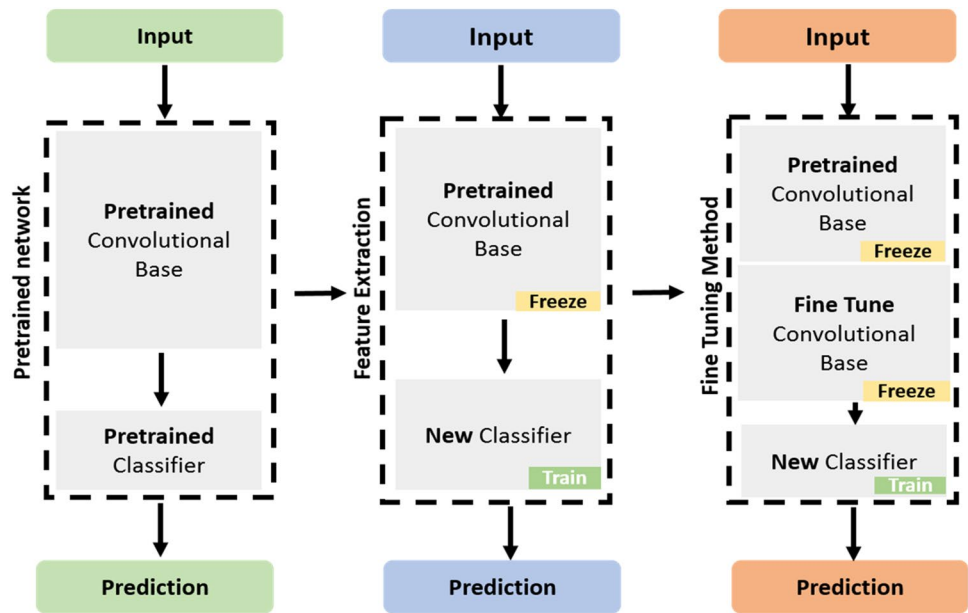 Input
Pretrained network
Pretrained
Convolutional
Base
Pretrained
Classifier
Prediction
Input
Feature Extraction
Pretrained
Convolutional
Base
Freeze
New Classifier
Train
Prediction
Input
Fine Tuning Method
Pretrained
Convolutional
Base
Freeze
Fine Tune
Convolutional
Base
Freeze
New Classifier
Train
Prediction